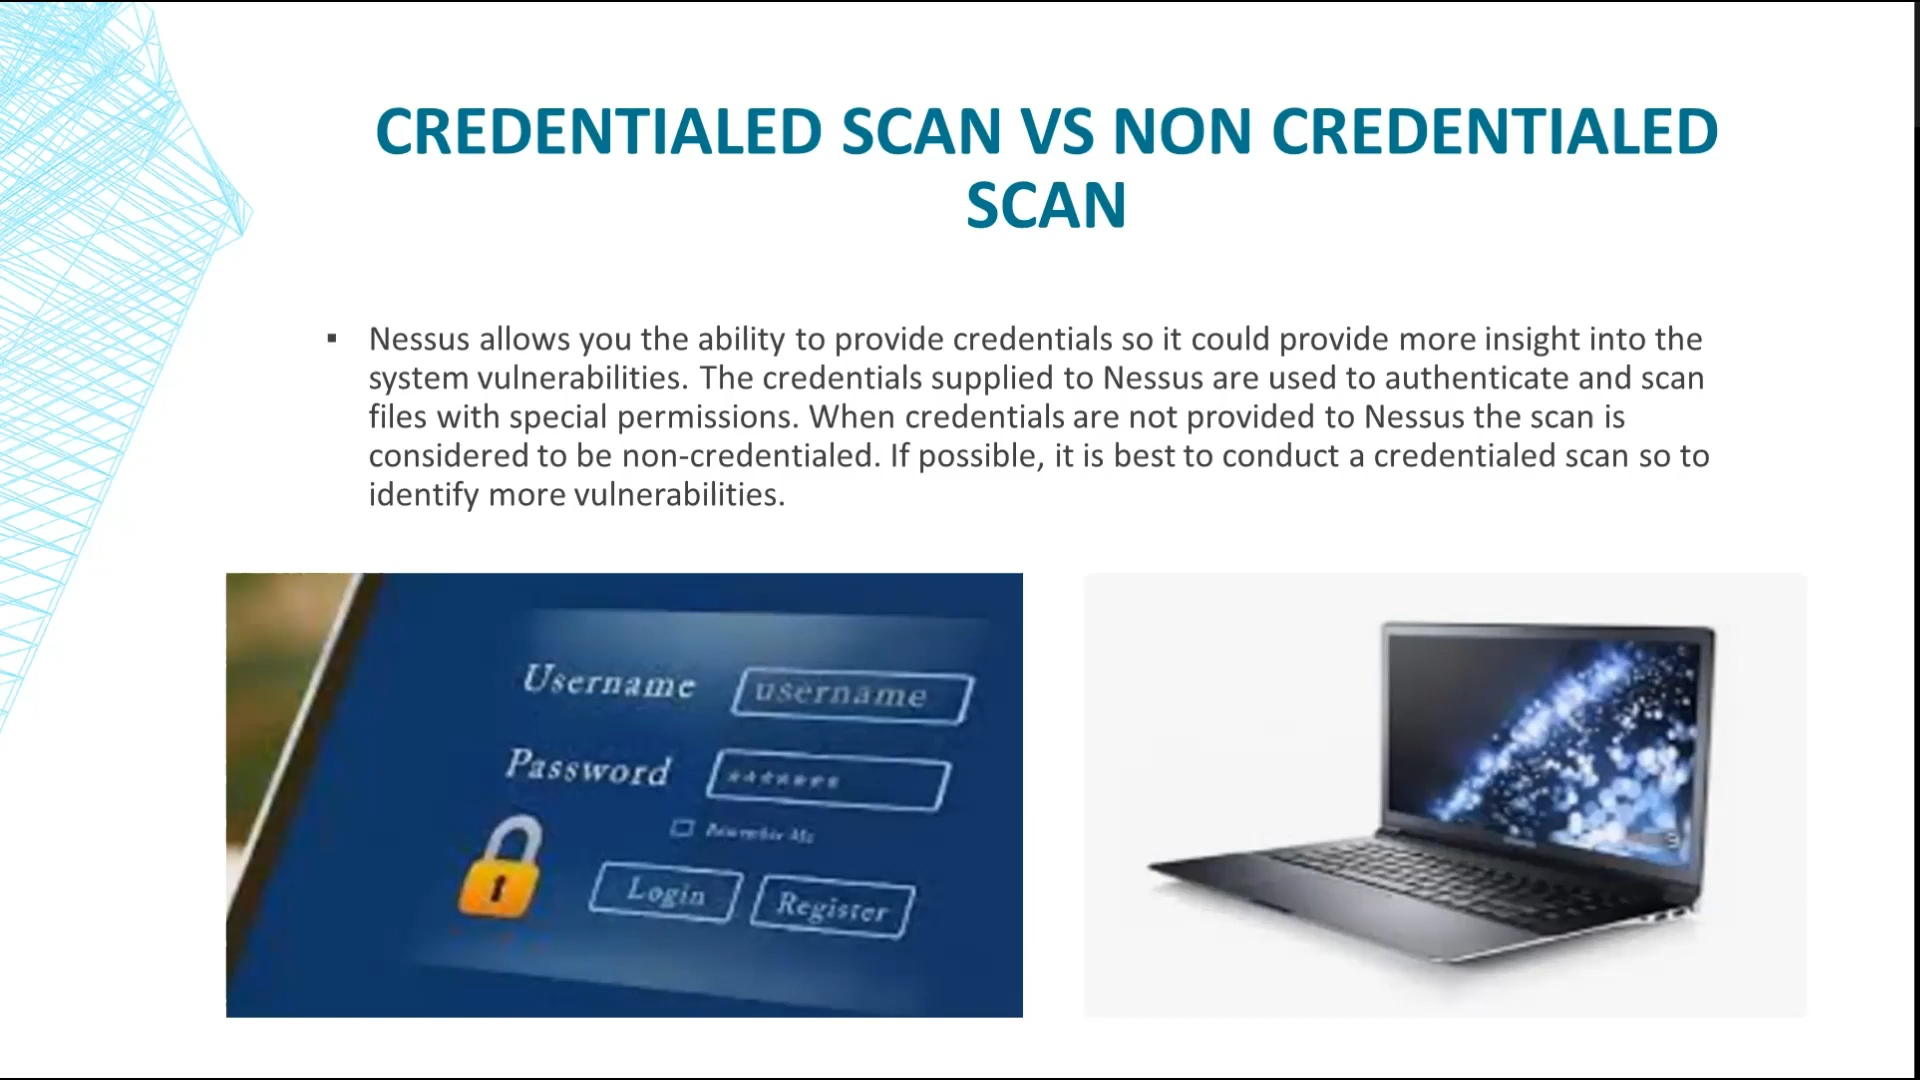 CREDENTIALED SCAN VS NON CREDENTIALED
SCAN
▪ Nessus allows you the ability to provide credentials so it could provide more insight into the
system vulnerabilities. The credentials supplied to Nessus are used to authenticate and scan
files with special permissions. When credentials are not provided to Nessus the scan is
considered to be non-credentialed. If possible, it is best to conduct a credentialed scan so to
identify more vulnerabilities.
Username username
Password *******
Remember Me
Login Register